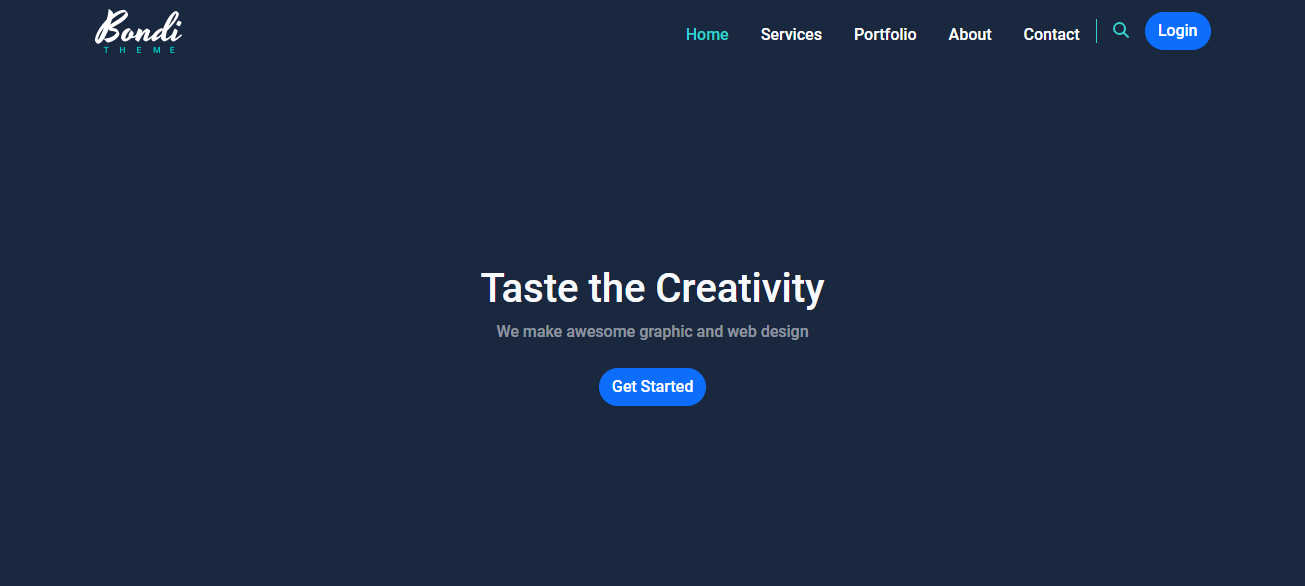 Bondi
THEME
Home Services Portfolio About Contact Login
Taste the Creativity
We make awesome graphic and web design
Get Started